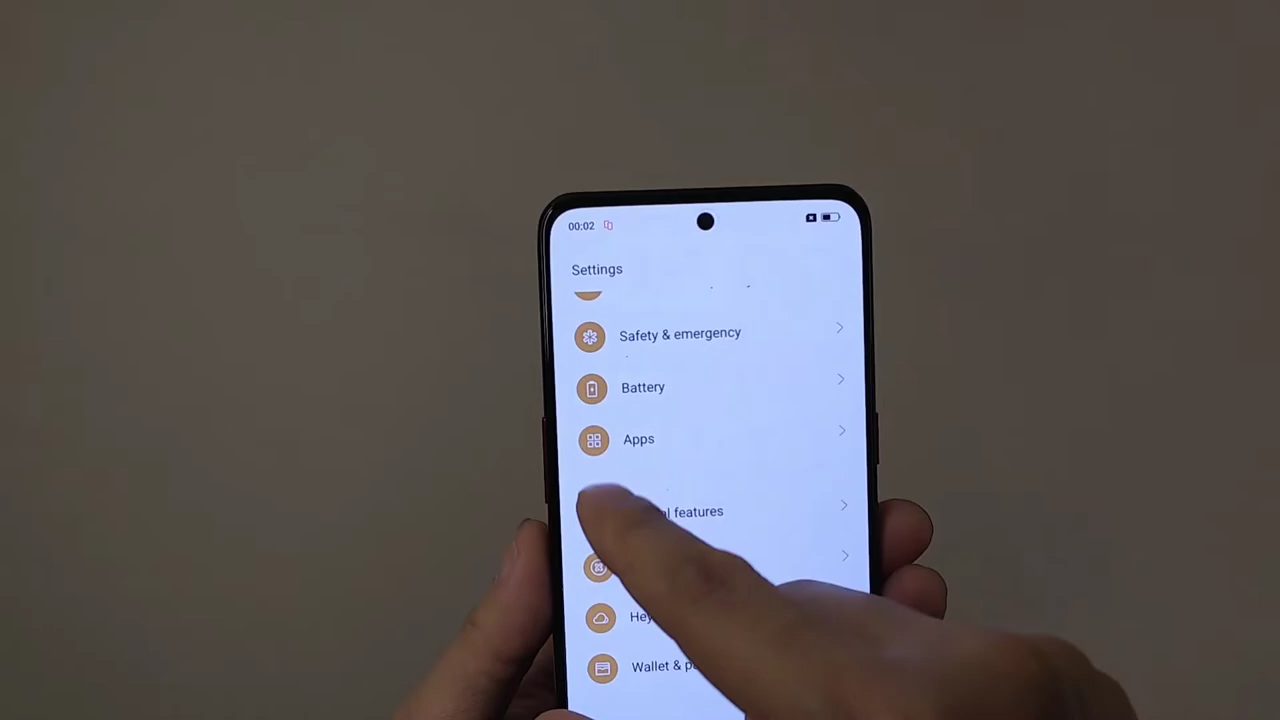 00:02
Settings
Safety & emergency
Battery
Apps
features
Wallet &